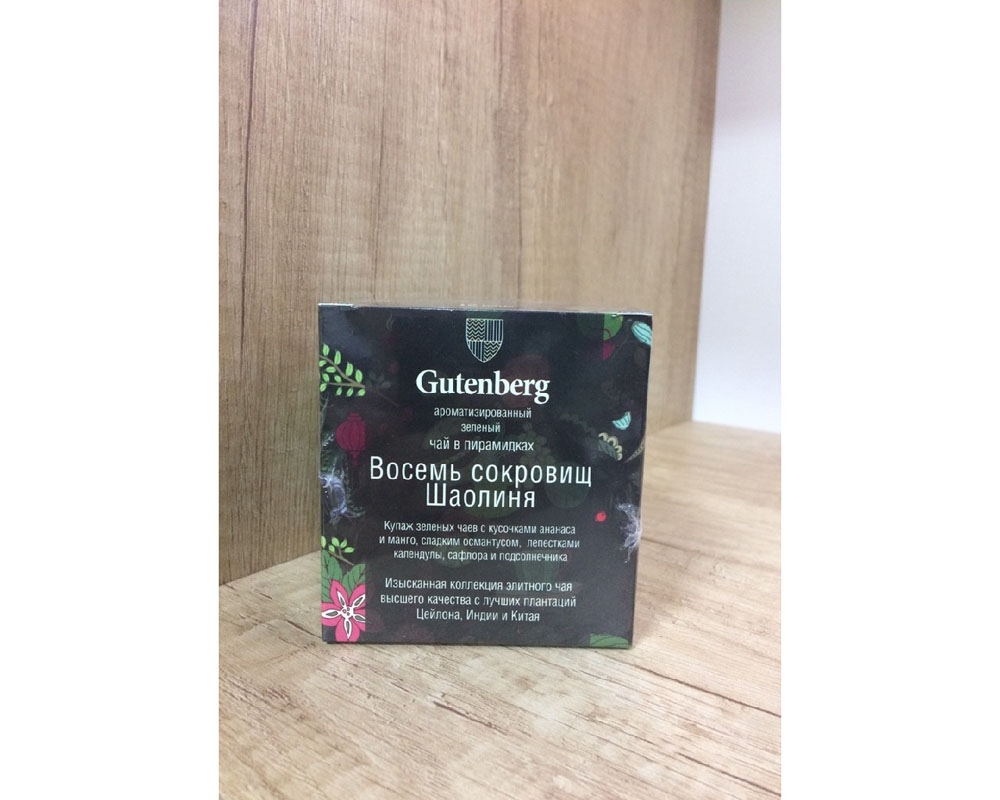 Gutenberg
ароматизированный
зеленый
чай в пирамидках
Восемь сокровищ
Шаолиня
Купаж зеленых чаев с кусочками ананаса
и манго, сладким османтусом, лепестками
календулы, сафлора и подсолнечника
Изысканная коллекция элитного чая
высшего качества с лучших плантаций
Цейлона, Индии и Китая